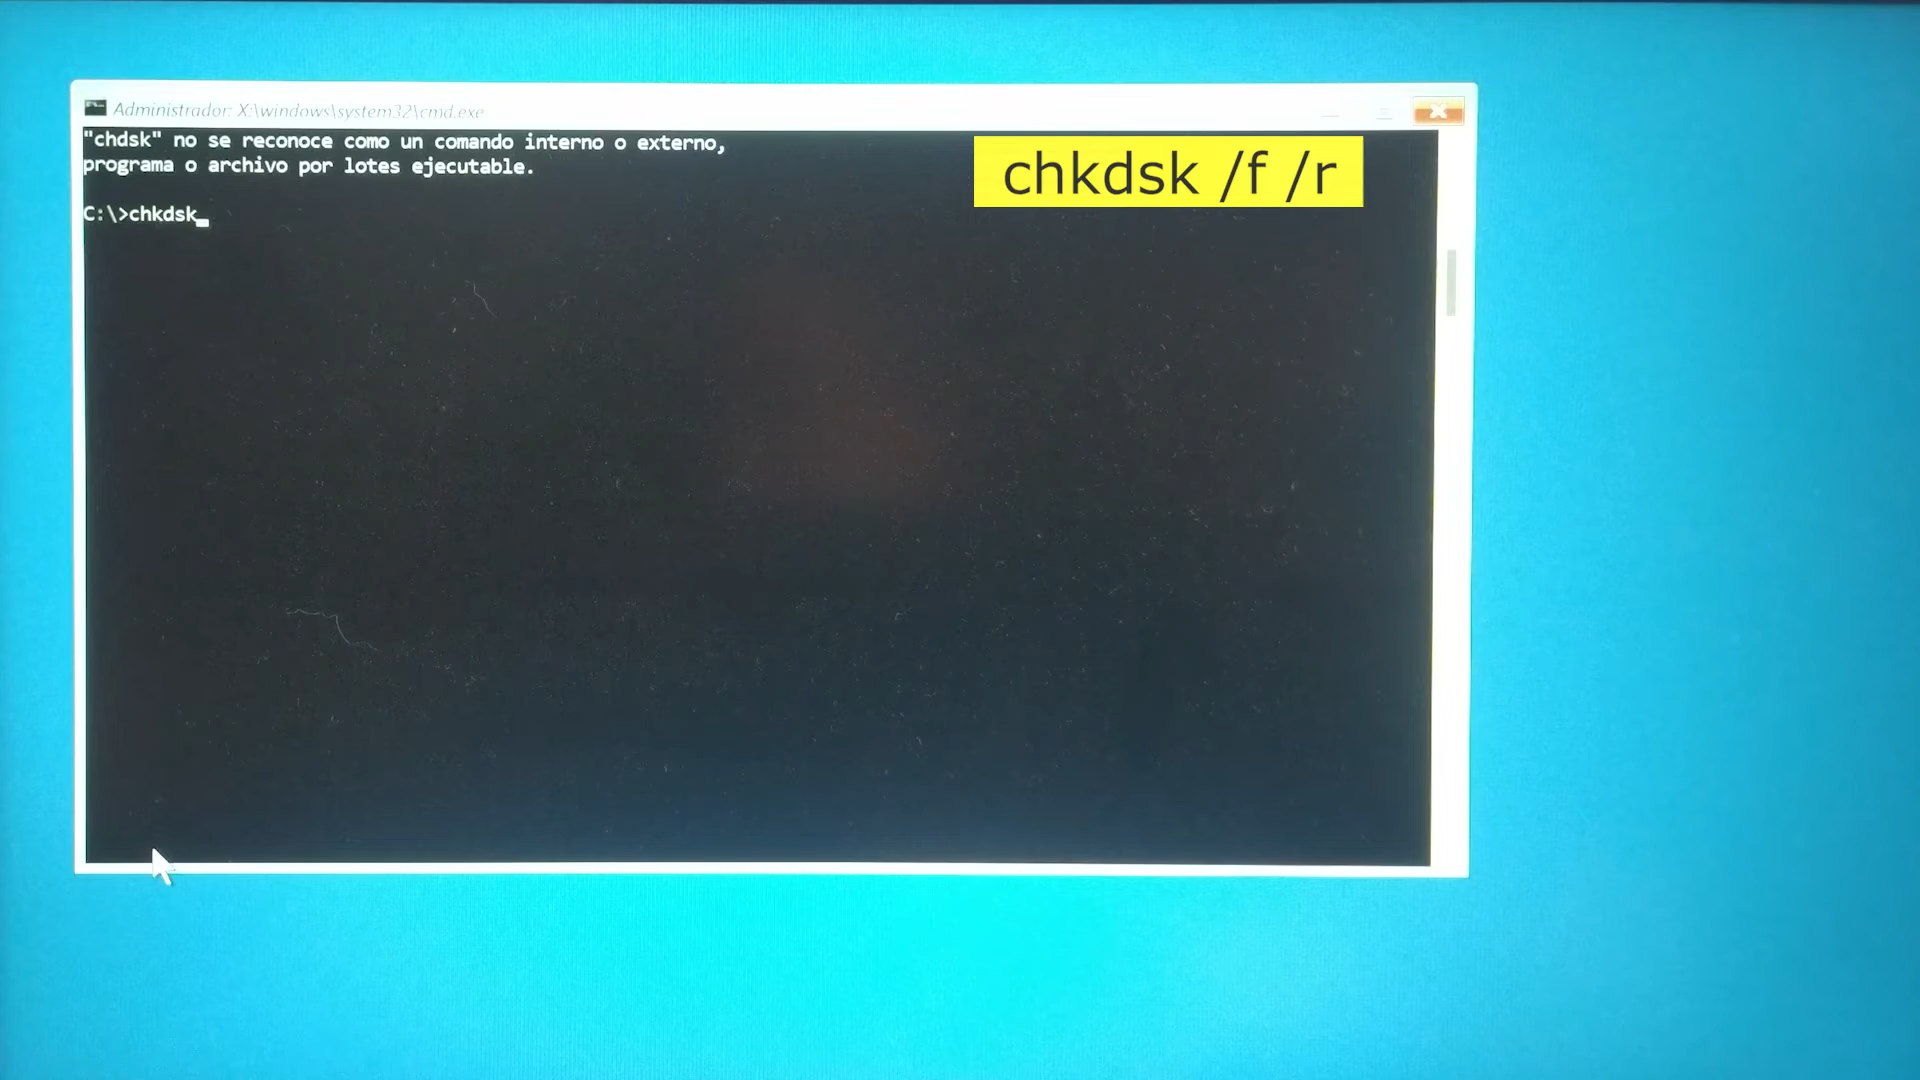 Administrador: X:\windows\system32\cmd.exe
"chdsk" no se reconoce como un comando interno o externo,
programa o archivo por lotes ejecutable.
chkdsk /f /r
C:\>chkdsk_